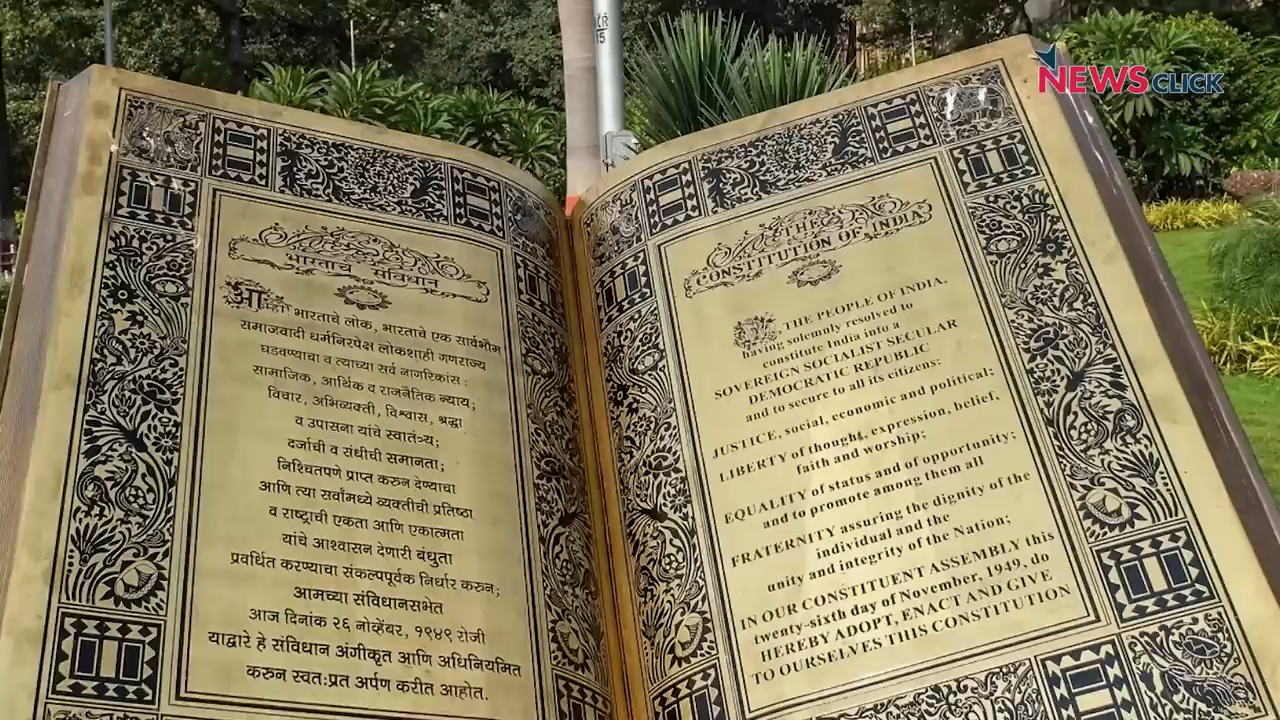 ČR
15
NEWSCLICK
भारताचे संविधान
आम्ही भारताचे लोक, भारताचे एक सार्वभौम
समाजवादी धर्मनिरपेक्ष लोकशाही गणराज्य
घडवण्याचा व त्याच्या सर्व नागरिकांस :
सामाजिक, आर्थिक व राजनैतिक न्याय;
विचार, अभिव्यक्ती, विश्वास, श्रद्धा
व उपासना यांचे स्वातंत्र्य;
दर्जाची व संधीची समानता;
निश्चितपणे प्राप्त करुन देण्याचा
आणि त्या सर्वांमध्ये व्यक्तीची प्रतिष्ठा
व राष्ट्राची एकता आणि एकात्मता
यांचे आश्वासन देणारी बंधुता
प्रवर्धित करण्याचा संकल्पपूर्वक निर्धार करुन;
आमच्या संविधानसभेत
आज दिनांक २६ नोव्हेंबर, १९४९ रोजी
याद्वारे हे संविधान अंगीकृत आणि अधिनियमित
करुन स्वत:प्रत अर्पण करीत आहोत.
THE
CONSTITUTION OF INDIA
WE, THE PEOPLE OF INDIA,
having solemnly resolved to
constitute India into a
SOVEREIGN SOCIALIST SECULAR
DEMOCRATIC REPUBLIC
and to secure to all its citizens:
JUSTICE, social, economic and political;
LIBERTY of thought, expression, belief,
faith and worship;
EQUALITY of status and of opportunity;
and to promote among them all
FRATERNITY assuring the dignity of the
individual and the
unity and integrity of the Nation;
IN OUR CONSTITUENT ASSEMBLY this
twenty-sixth day of November, 1949, do
HEREBY ADOPT, ENACT AND GIVE
TO OURSELVES THIS CONSTITUTION